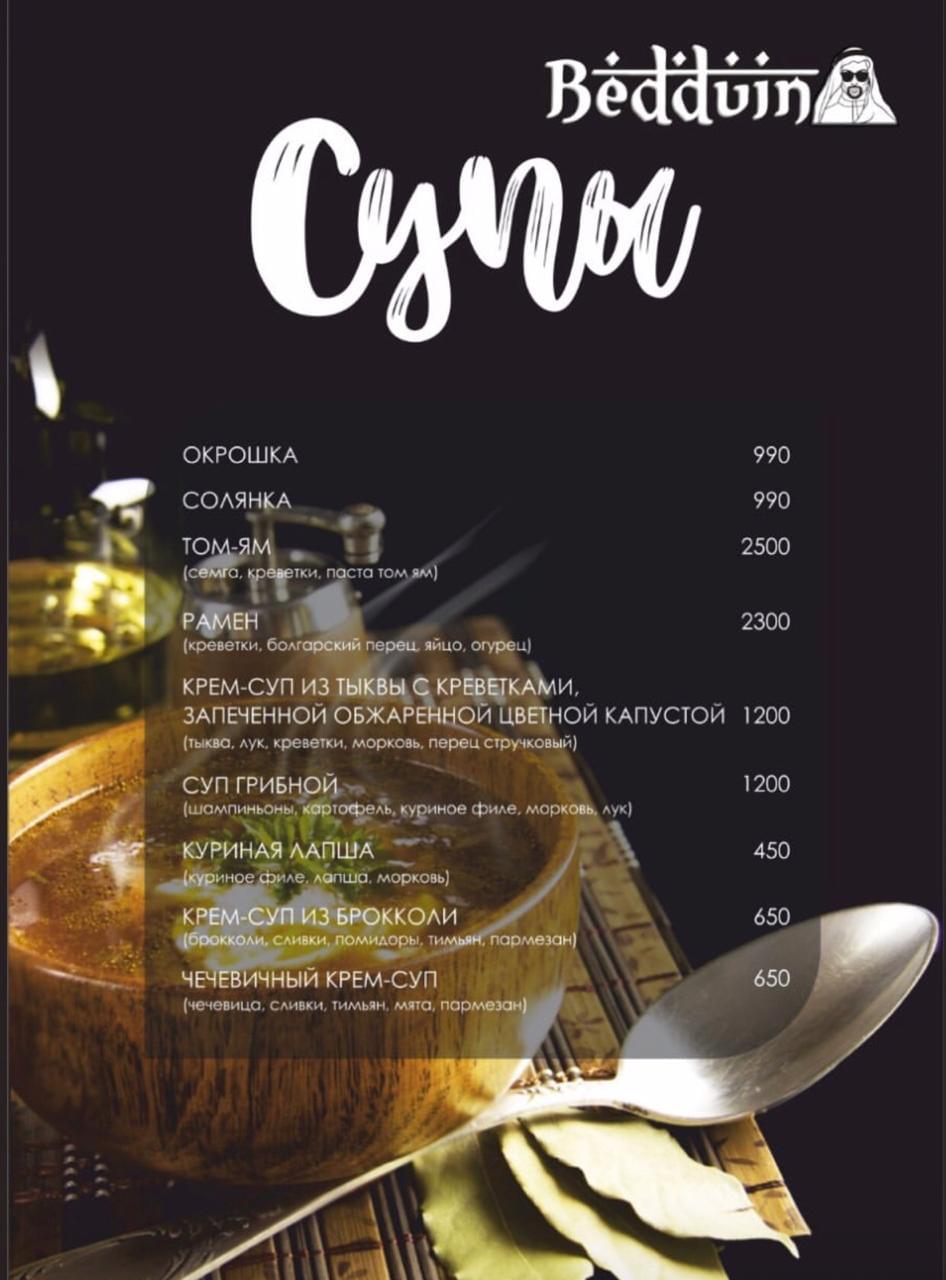 Bedduin
Супы
ОКРОШКА 990
СОЛЯНКА 990
ТОМ-ЯМ 2500
(семга, креветки, паста том ям)
РАМЕН 2300
(креветки, болгарский перец, яйцо, огурец)
КРЕМ-СУП ИЗ ТЫКВЫ С КРЕВЕТКАМИ,
ЗАПЕЧЕННОЙ ОБЖАРЕННОЙ ЦВЕТНОЙ КАПУСТОЙ 1200
(тыква, лук, креветки, морковь, перец стручковый)
СУП ГРИБНОЙ 1200
(шампиньоны, картофель, куриное филе, морковь, лук)
КУРИНАЯ ЛАПША 450
(куриное филе, лапша, морковь)
КРЕМ-СУП ИЗ БРОККОЛИ 650
(брокколи, сливки, помидоры, тимьян, пармезан)
ЧЕЧЕВИЧНЫЙ КРЕМ-СУП 650
(чечевица, сливки, тимьян, мята, пармезан)